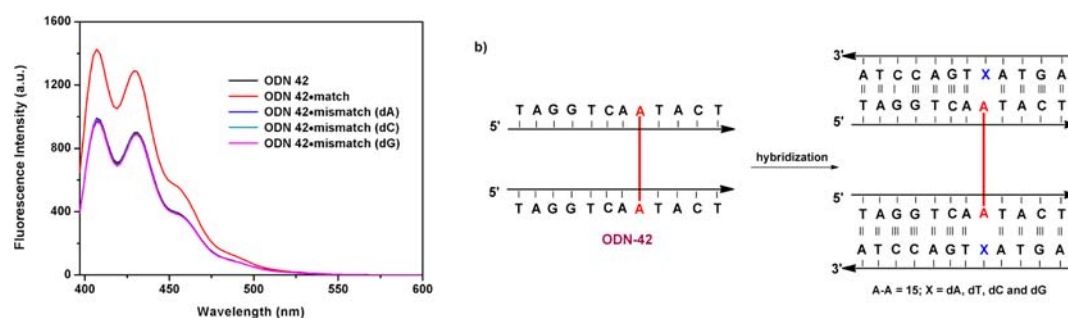 1600
1200
800
400
0
400
450
500
550
600
Fluorescence Intensity (a.u.)
Wavelength (nm)
ODN 42
ODN 42•match
ODN 42•mismatch (dA)
ODN 42•mismatch (dC)
ODN 42•mismatch (dG)
b)
T A G G T C A A T A C T
5'
5'
T A G G T C A A T A C T
ODN-42
hybridization
3'
A T C C A G T X A T G A
T A G G T C A A T A C T
5'
5'
T A G G T C A A T A C T
A T C C A G T X A T G A
3'
A-A = 15; X = dA, dT, dC and dG